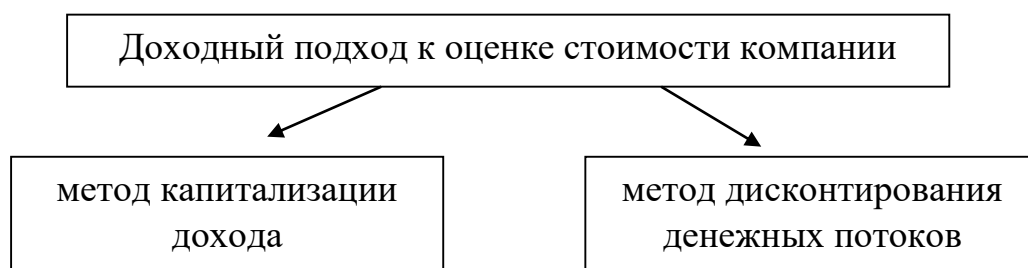 Доходный подход к оценке стоимости компании
метод капитализации
дохода
метод дисконтирования
денежных потоков